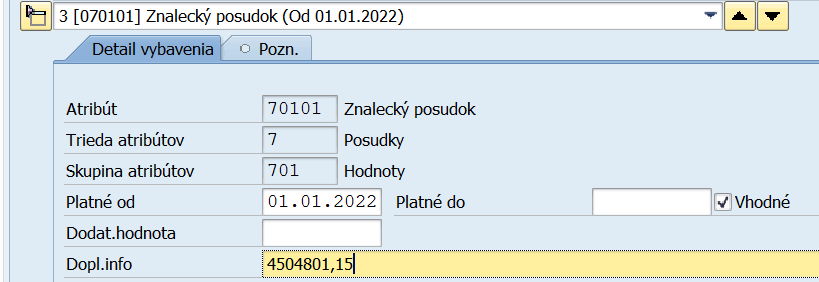 3 [070101] Znalecký posudok (Od 01.01.2022)
Detail vybavenia Pozn.
Atribút 70101 Znalecký posudok
Trieda atribútov 7 Posudky
Skupina atribútov 701 Hodnoty
Platné od 01.01.2022 Platné do Vhodné
Dodat.hodnota
Dopl.info 4504801,15